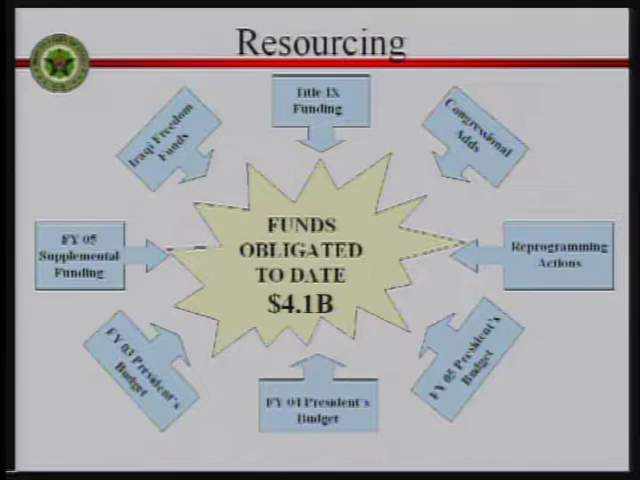 Resourcing
Title IX
Funding
Iraqi Freedom
Funds
Congressional
Adds
FUNDS
OBLIGATED
TO DATE
$4.1B
FY 05
Supplemental
Funding
Reprogramming
Actions
FY 03 President's
Budget
FY 04 President's
Budget
FY 05 President's
Budget